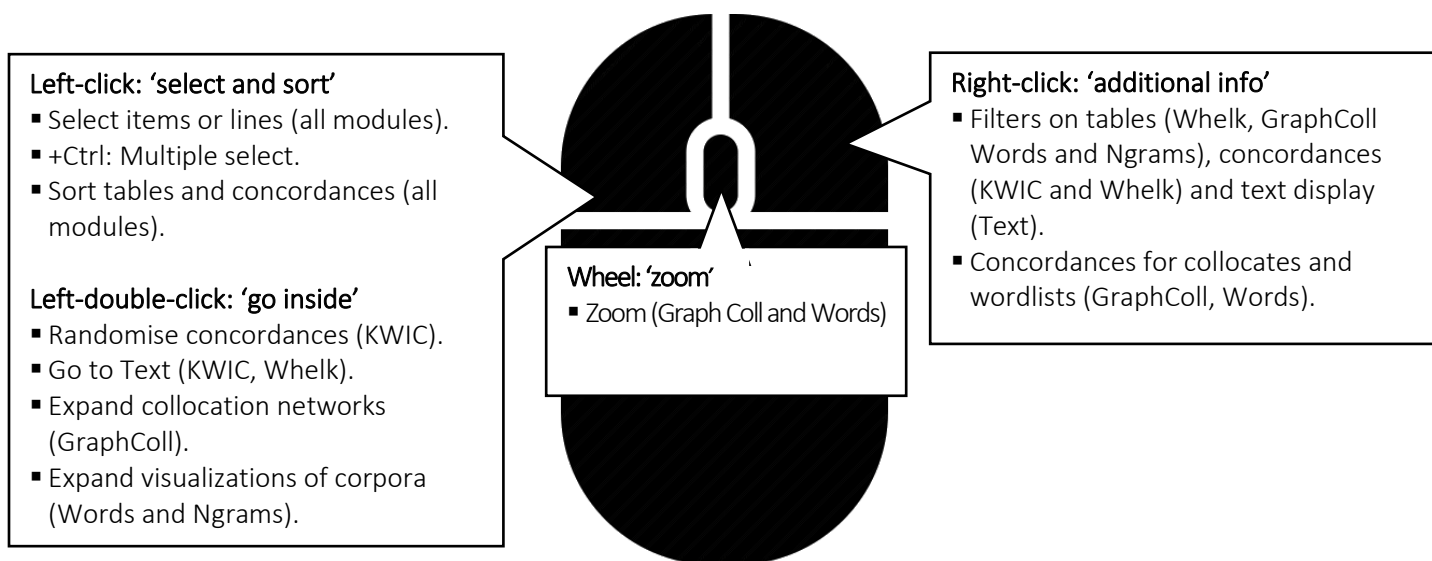 Left-click: ‘select and sort’
▪ Select items or lines (all modules).
▪ +Ctrl: Multiple select.
▪ Sort tables and concordances (all
modules).
Left-double-click: ‘go inside’
▪ Randomise concordances (KWIC).
▪ Go to Text (KWIC, Whelk).
▪ Expand collocation networks
(GraphColl).
▪ Expand visualizations of corpora
(Words and Ngrams).
Wheel: ‘zoom’
▪ Zoom (Graph Coll and Words)
Right-click: ‘additional info’
▪ Filters on tables (Whelk, GraphColl
Words and Ngrams), concordances
(KWIC and Whelk) and text display
(Text).
▪ Concordances for collocates and
wordlists (GraphColl, Words).